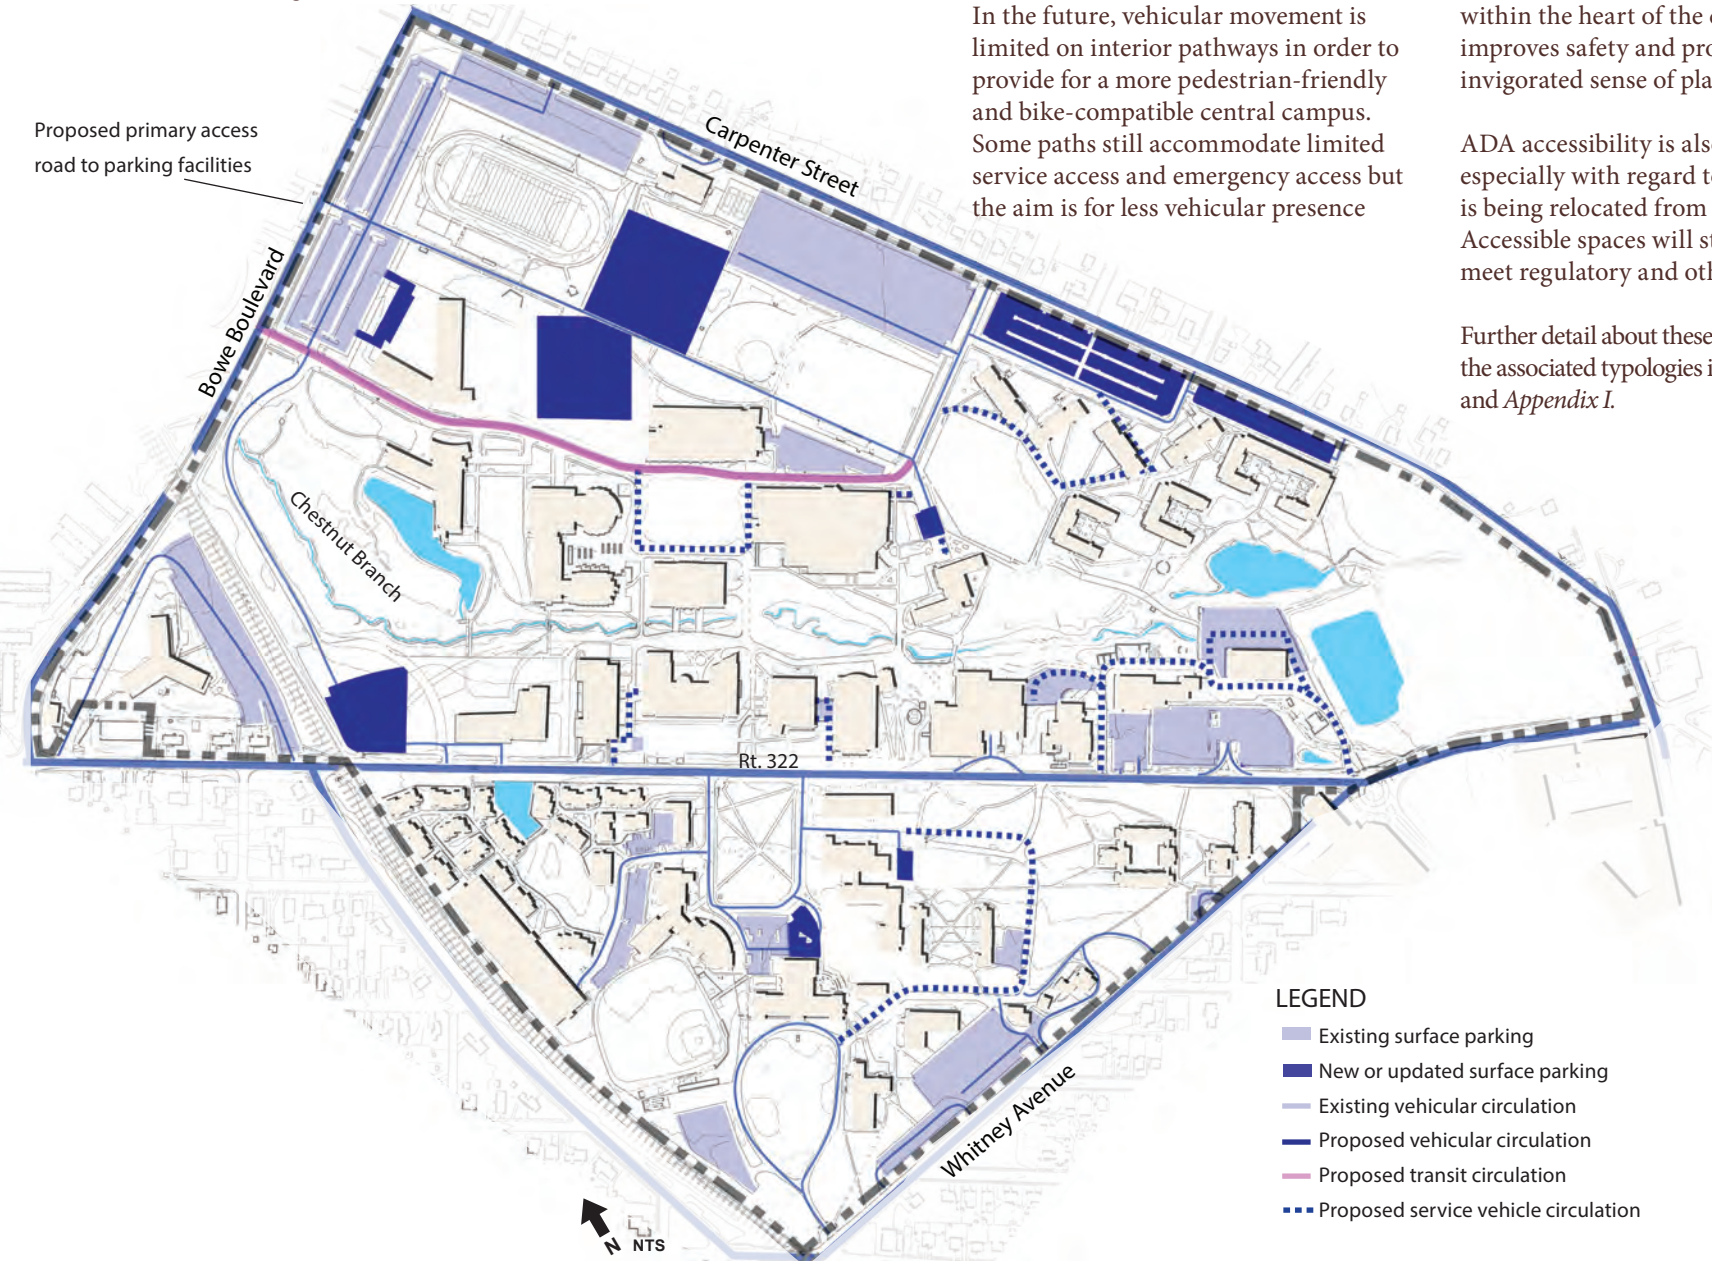 In the future, vehicular movement is
limited on interior pathways in order to
provide for a more pedestrian-friendly
and bike-compatible central campus.
Some paths still accommodate limited
service access and emergency access but
the aim is for less vehicular presence
within the heart of the
improves safety and
invigorated sense of
ADA accessibility is
especially with regard
is being relocated from
Accessible spaces will
meet regulatory and
Further detail about these
the associated typologies
and Appendix I.
Proposed primary access
road to parking facilities
Carpenter Street
Bowe Boulevard
Chestnut Branch
Rt. 322
Whitney Avenue
N NTS
LEGEND
Existing surface parking
New or updated surface parking
Existing vehicular circulation
Proposed vehicular circulation
Proposed transit circulation
Proposed service vehicle circulation